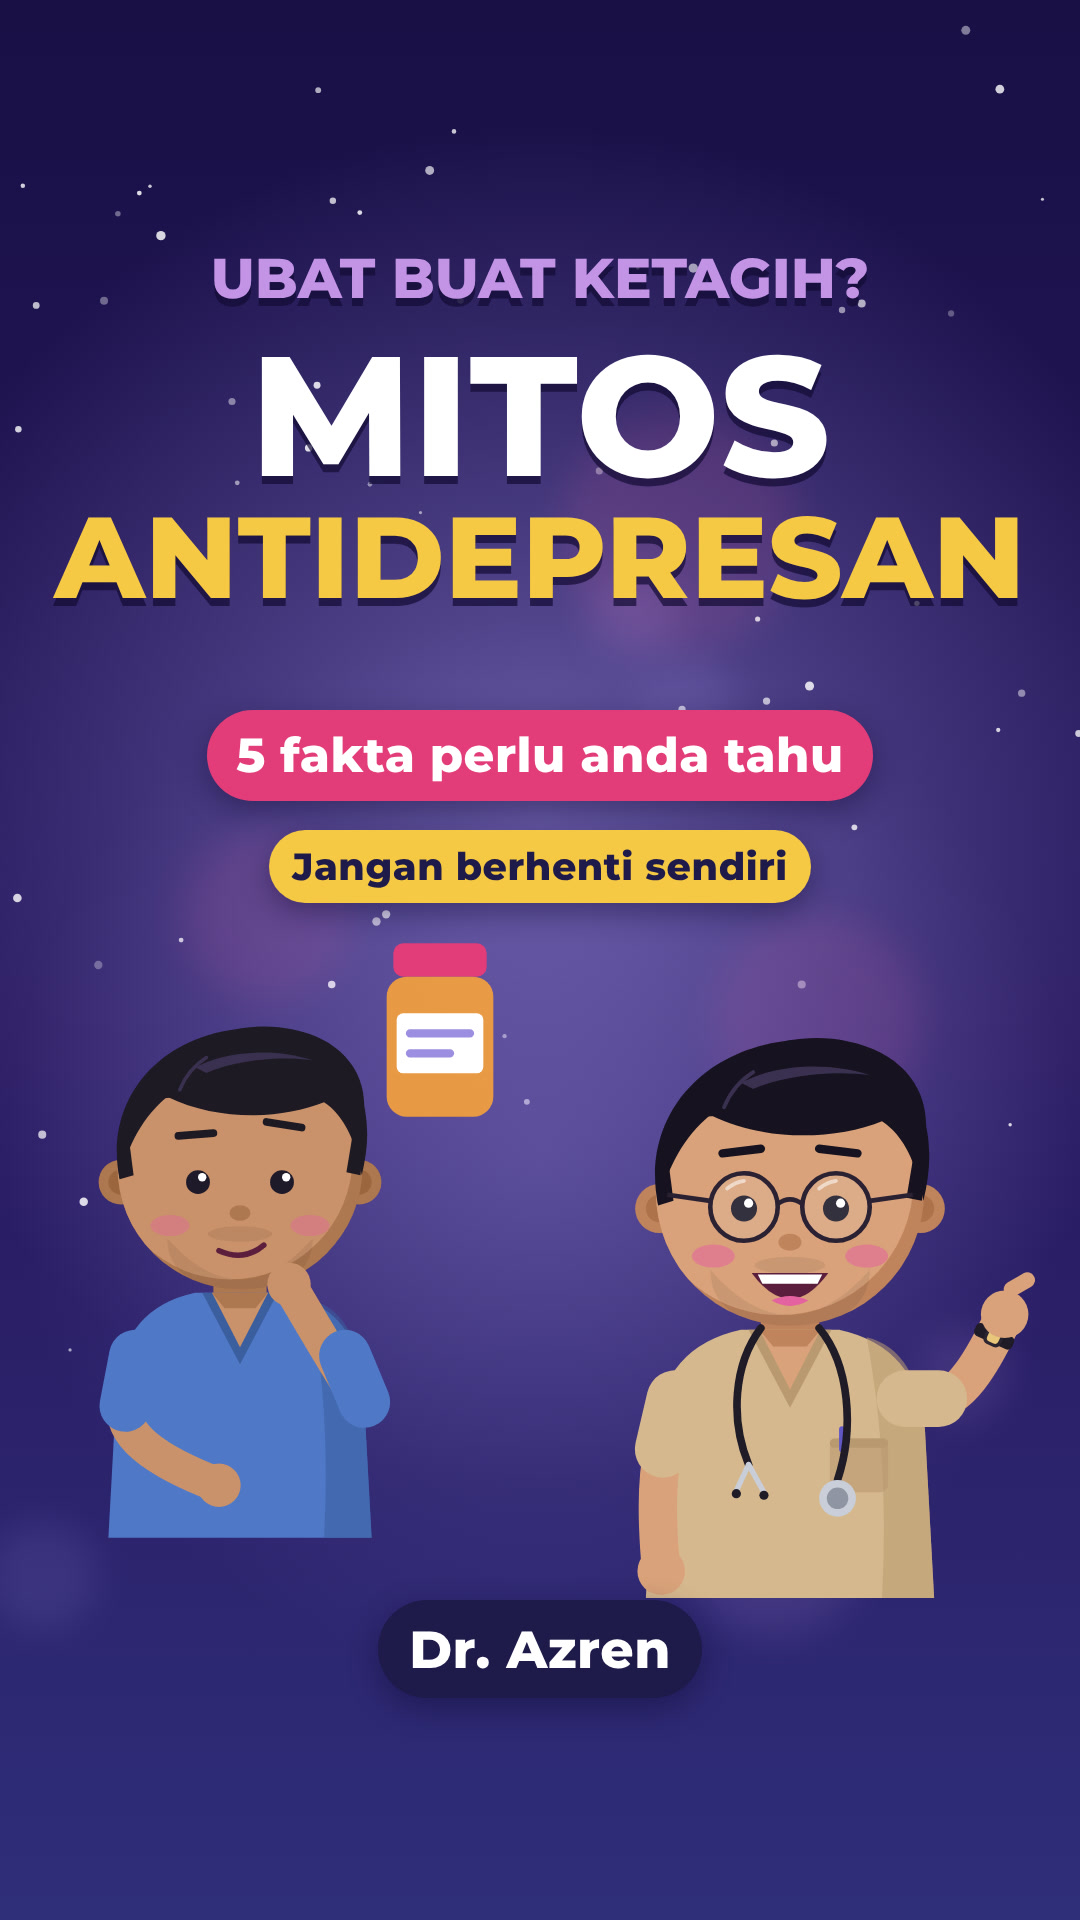 UBAT BUAT KETAGIH?
MITOS
ANTIDEPRESAN
5 fakta perlu anda tahu
Jangan berhenti sendiri
Dr. Azren